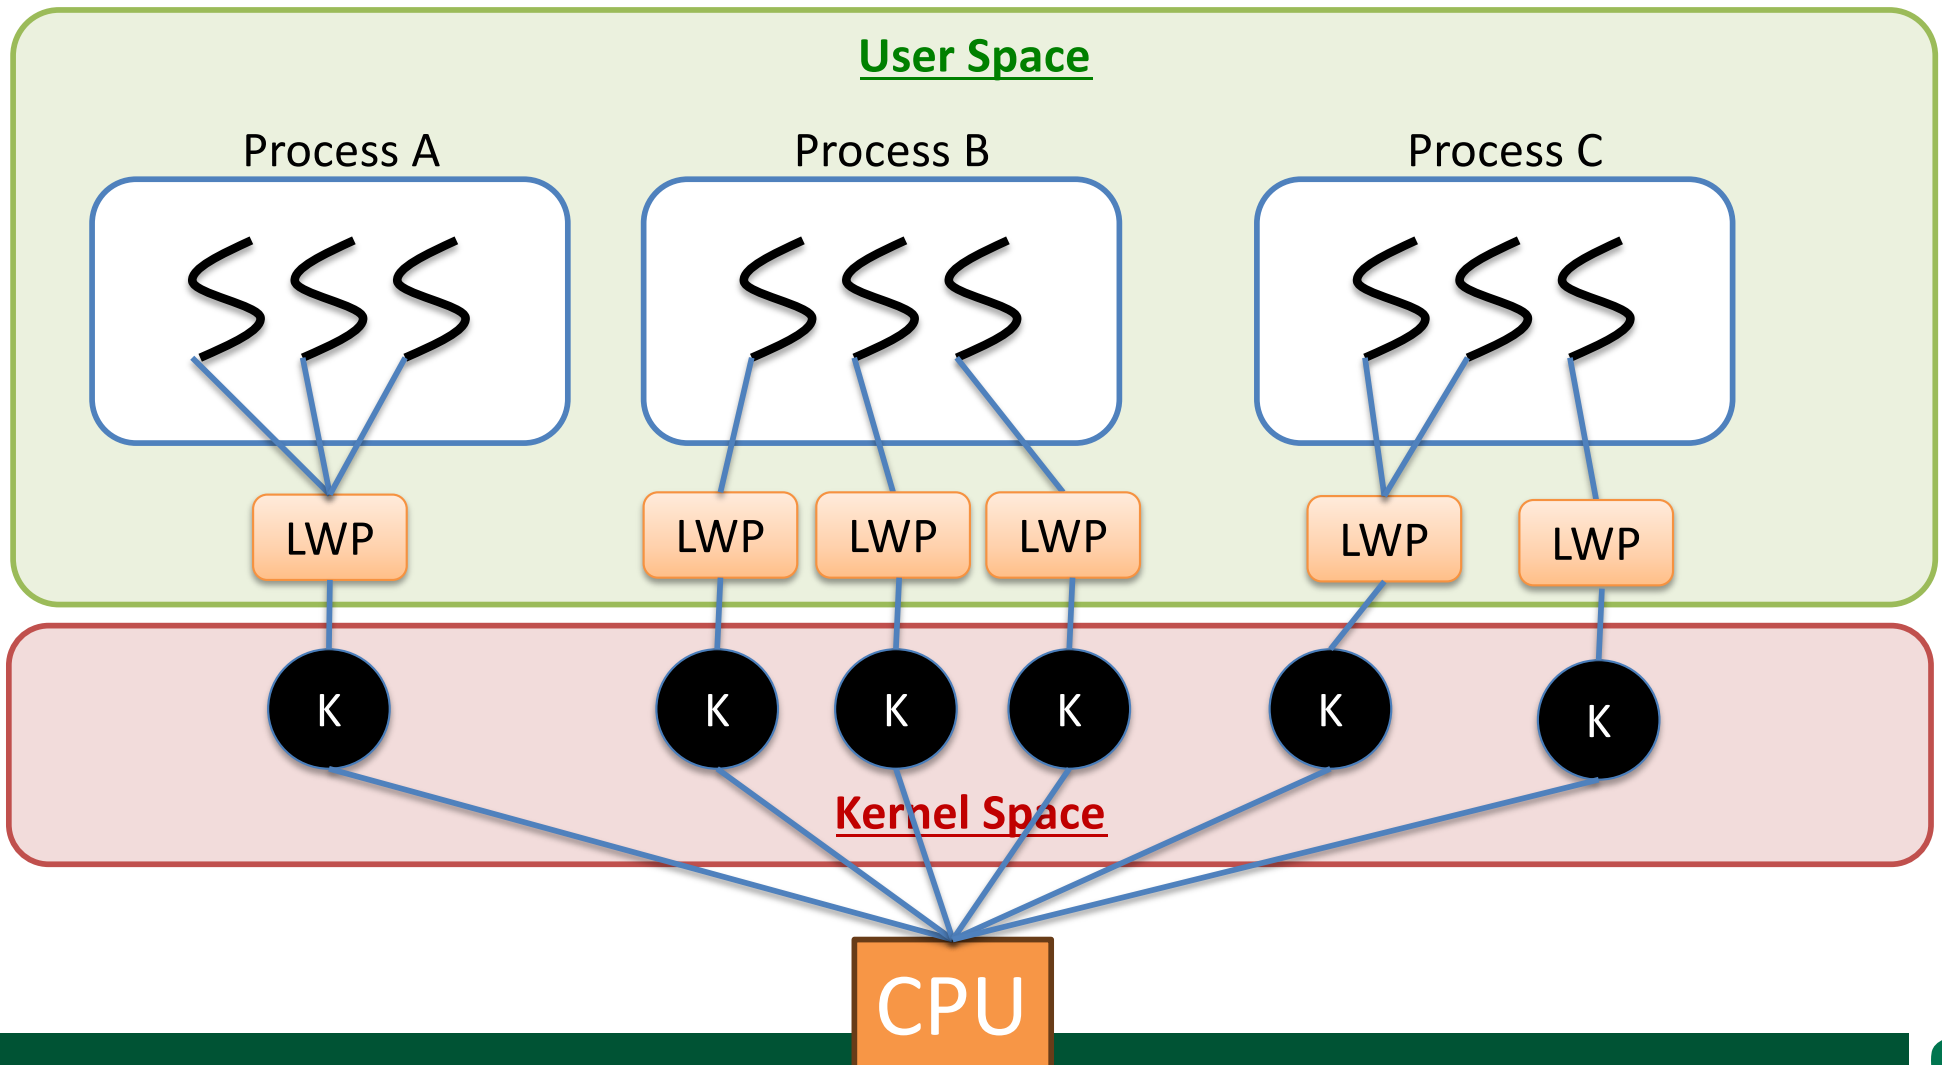 User Space
Process A
Process B
Process C
LWP
LWP
LWP
LWP
LWP
LWP
K
K
K
K
K
K
Kernel Space
CPU